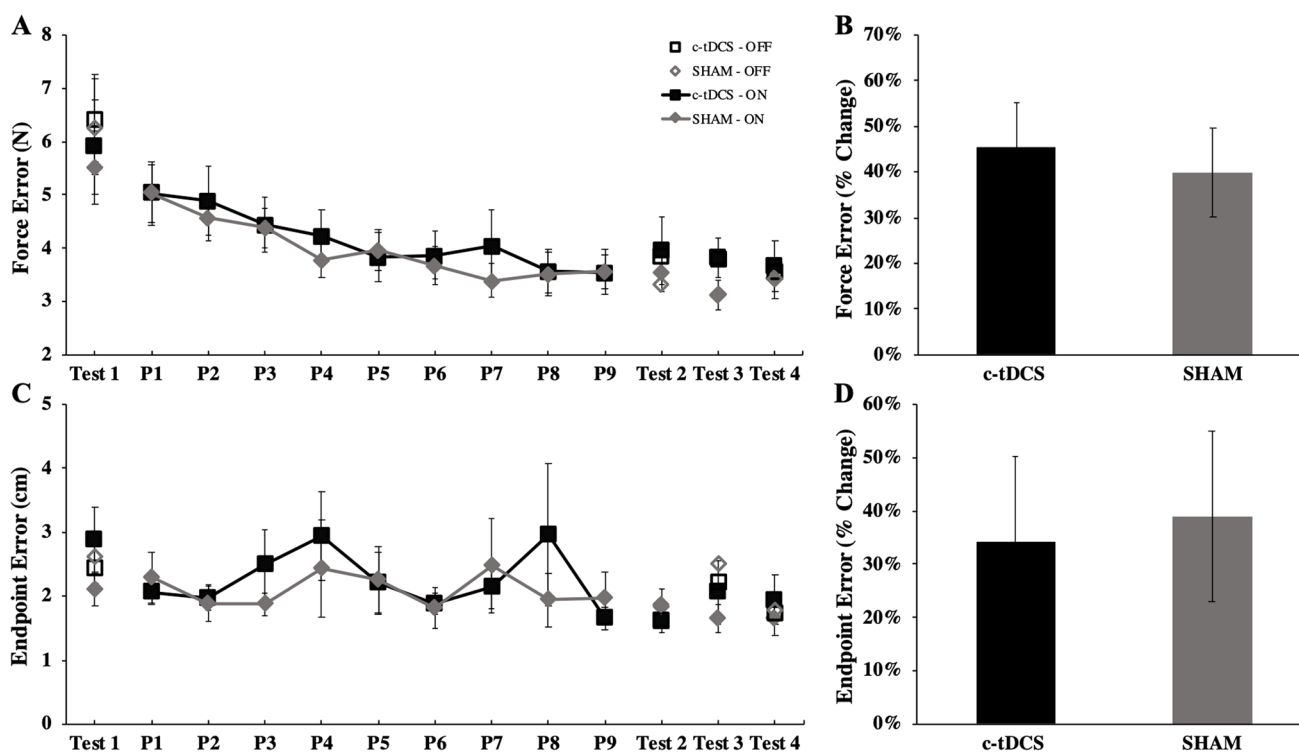 A
Force Error (N)
8
7
6
5
4
3
2
c-tDCS - OFF
SHAM - OFF
c-tDCS - ON
SHAM - ON
Test 1 P1 P2 P3 P4 P5 P6 P7 P8 P9 Test 2 Test 3 Test 4
B
Force Error (% Change)
70%
60%
50%
40%
30%
20%
10%
0%
c-tDCS SHAM
C
Endpoint Error (cm)
5
4
3
2
1
0
Test 1 P1 P2 P3 P4 P5 P6 P7 P8 P9 Test 2 Test 3 Test 4
D
Endpoint Error (% Change)
60%
50%
40%
30%
20%
10%
0%
c-tDCS SHAM